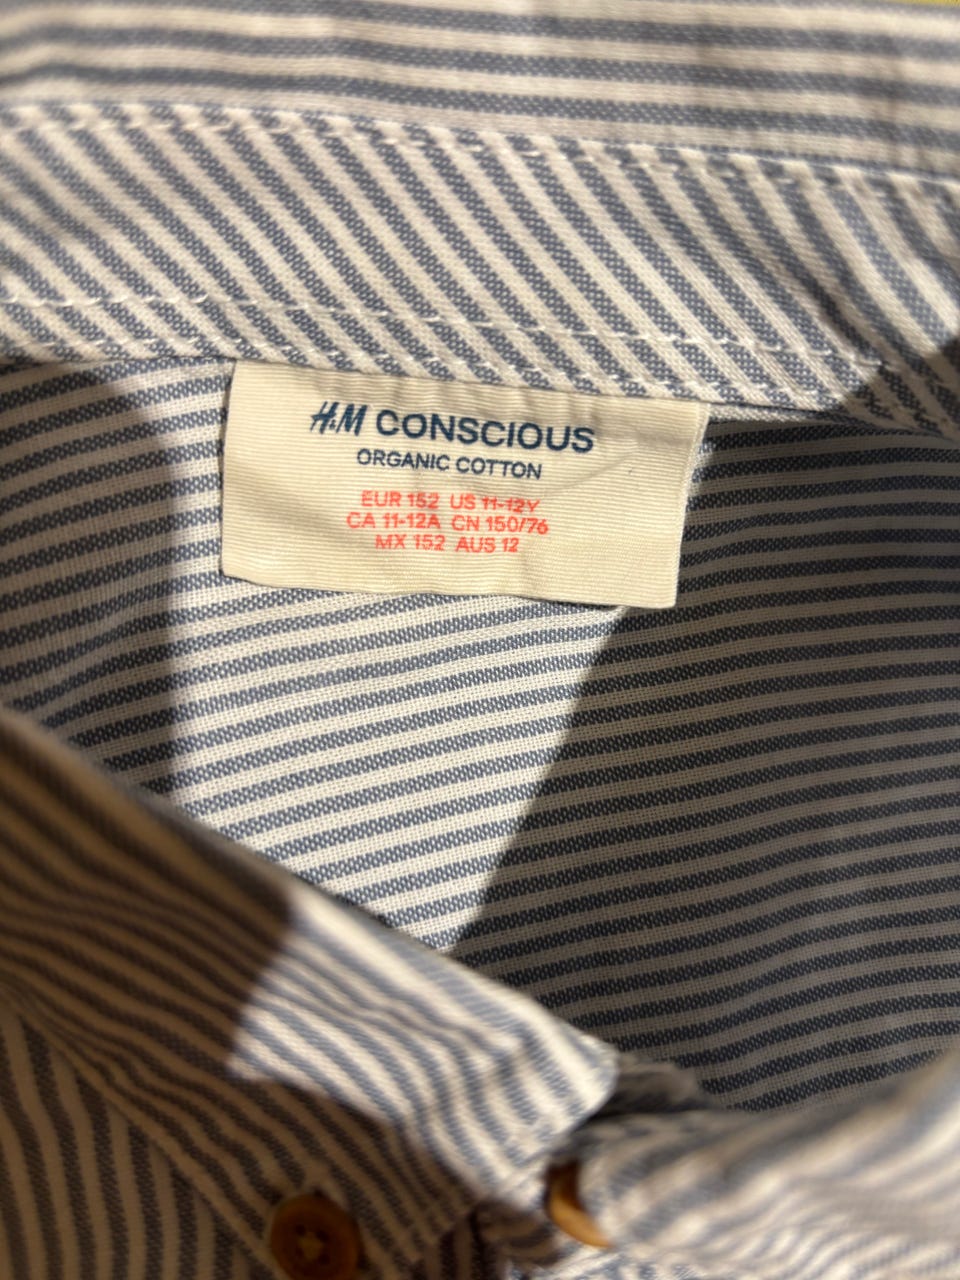 H&M CONSCIOUS
ORGANIC COTTON
EUR 152 US 11-12Y
CA 11-12A CN 150/76
MX 152 AUS 12